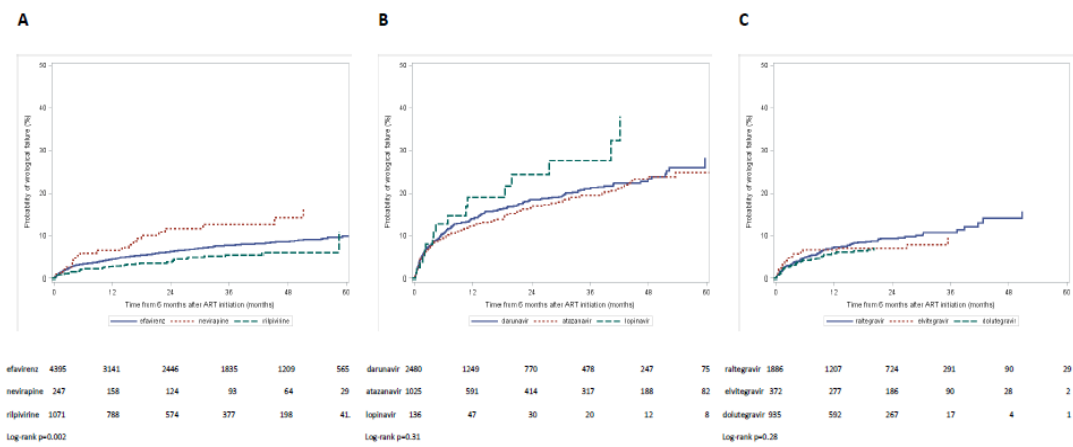 A
B
C
50
40
30
20
10
0
Probability of virological failure (%)
0 12 24 36 48 60
Time from 6 months after ART initiation (months)
efavirenz nevirapine rilpivirine
50
40
30
20
10
0
Probability of virological failure (%)
0 12 24 36 48 60
Time from 6 months after ART initiation (months)
darunavir atazanavir lopinavir
50
40
30
20
10
0
Probability of virological failure (%)
0 12 24 36 48 60
Time from 6 months after ART initiation (months)
raltegravir elvitegravir dolutegravir
efavirenz 4395 3141 2446 1835 1209 565
nevirapine 247 158 124 93 64 29
rilpivirine 1071 788 574 377 198 41.
Log-rank p=0.002
darunavir 2480 1249 770 478 247 75
atazanavir 1025 591 414 317 188 82
lopinavir 136 47 30 20 12 8
Log-rank p=0.31
raltegravir 1886 1207 724 291 90 29
elvitegravir 372 277 186 90 28 2
dolutegravir 935 592 267 17 4 1
Log-rank p=0.28